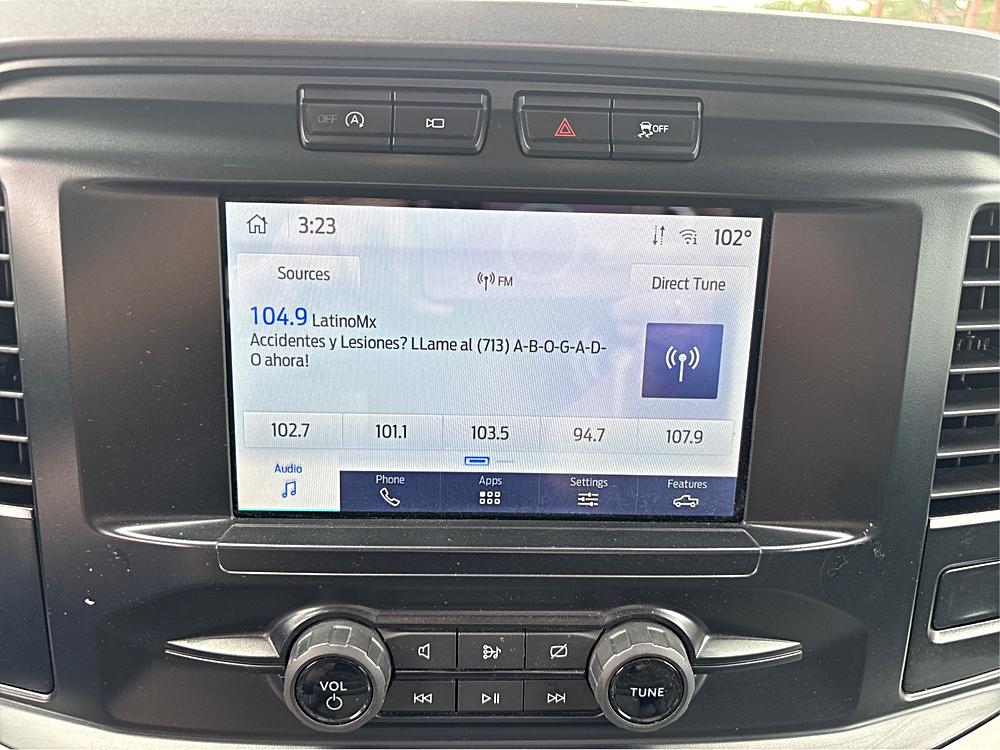 OFF A
OFF
3:23
102°
Sources
FM
Direct Tune
104.9 LatinoMx
Accidentes y Lesiones? LLame al (713) A-B-O-G-A-D-
O ahora!
102.7 101.1 103.5 94.7 107.9
Audio Phone Apps Settings Features
VOL
TUNE